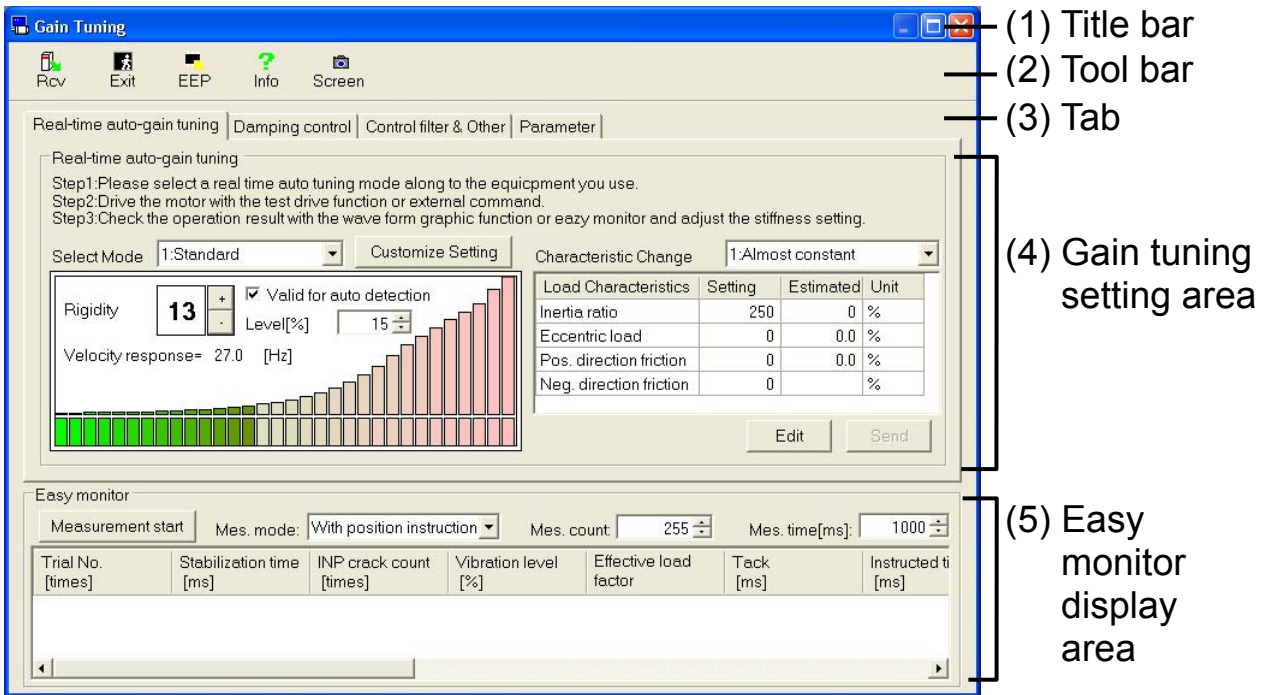 Gain Tuning
(1) Title bar
Rcv Exit EEP Info Screen
(2) Tool bar
Real-time auto-gain tuning Damping control Control filter & Other Parameter
(3) Tab
Real-time auto-gain tuning
Step1:Please select a real time auto tuning mode along to the equicpment you use.
Step2:Drive the motor with the test drive function or external command.
Step3:Check the operation result with the wave form graphic function or eazy monitor and adjust the stiffness setting.
Select Mode 1:Standard Customize Setting Characteristic Change 1:Almost constant
(4) Gain tuning
setting area
Rigidity 13 + - Valid for auto detection
Level[%] 15
Velocity response= 27.0 [Hz]
Load Characteristics Setting Estimated Unit
Inertia ratio 250 0 %
Eccentric load 0 0.0 %
Pos. direction friction 0 0.0 %
Neg. direction friction 0 %
Edit Send
Easy monitor
Measurement start Mes. mode: With position instruction Mes. count: 255 Mes. time[ms]: 1000
(5) Easy
monitor
display
area
Trial No. Stabilization time INP crack count Vibration level Effective load Tack Instructed ti
[times] [ms] [times] [%] factor [ms] [ms]